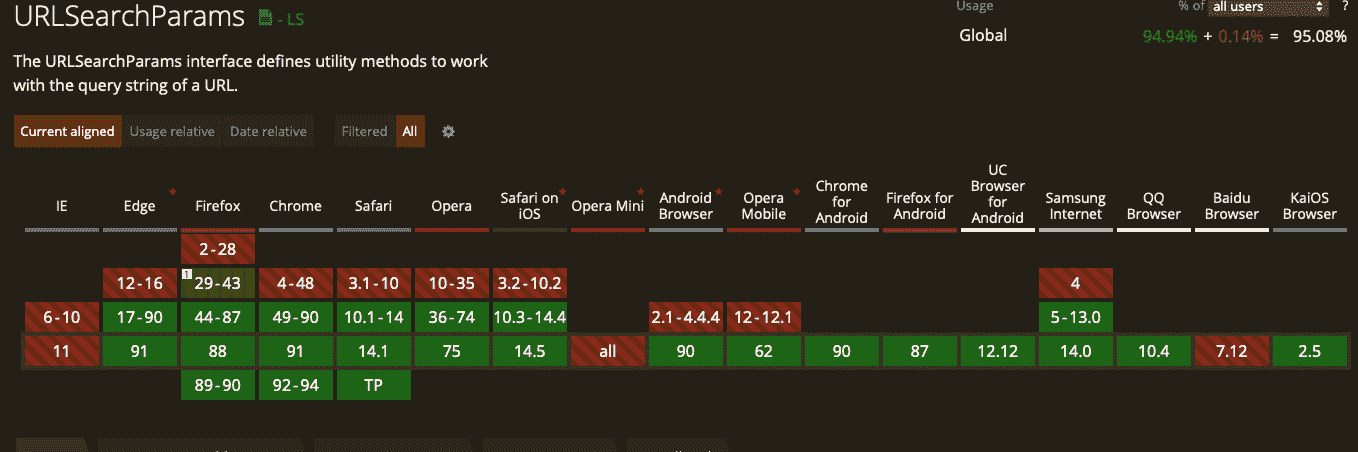 URLSearchParams - LS
Usage % of all users ?
Global 94.94% + 0.14% = 95.08%
The URLSearchParams interface defines utility methods to work
with the query string of a URL.
Current aligned Usage relative Date relative Filtered All
IE Edge * Firefox Chrome Safari Opera Safari on iOS * Opera Mini * Android Browser * Opera Mobile * Chrome for Android Firefox for Android UC Browser for Android Samsung Internet QQ Browser Baidu Browser KaiOS Browser
2-28
12-16 1 29-43 4-48 3.1-10 10-35 3.2-10.2 4
6-10 17-90 44-87 49-90 10.1-14 36-74 10.3-14.4 2.1-4.4.4 12-12.1 5-13.0
11 91 88 91 14.1 75 14.5 all 90 62 90 87 12.12 14.0 10.4 7.12 2.5
89-90 92-94 TP